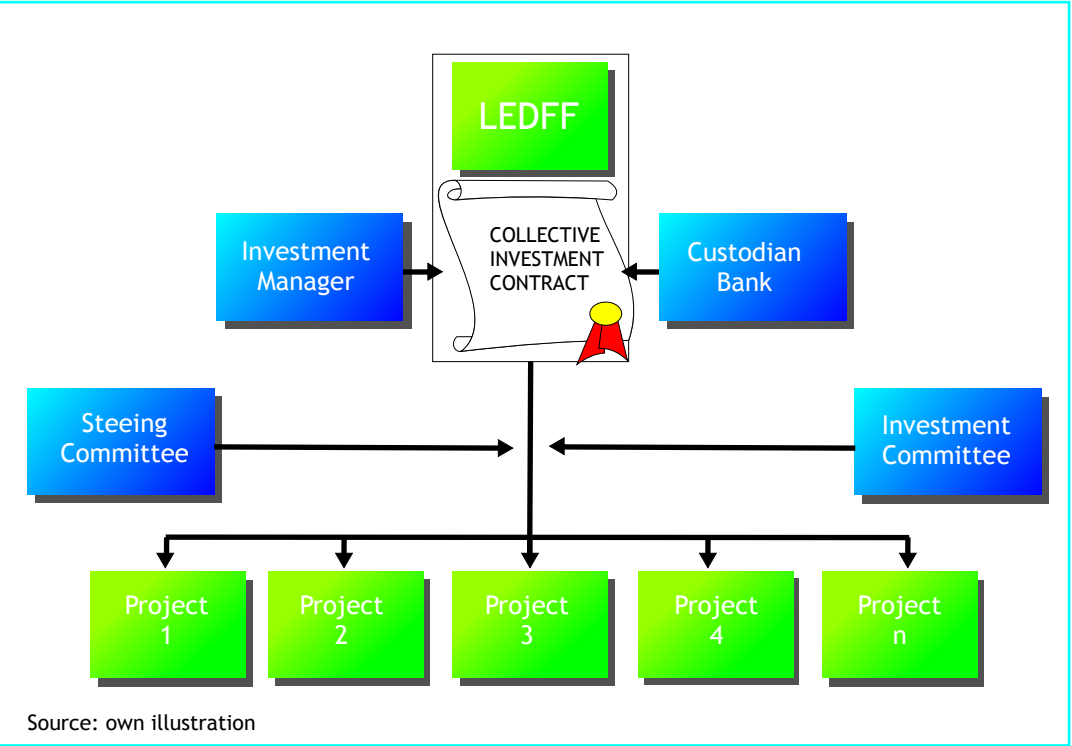 LEDFF
COLLECTIVE
INVESTMENT
CONTRACT
Investment
Manager
Custodian
Bank
Steeing
Committee
Investment
Committee
Project
1
Project
2
Project
3
Project
4
Project
n
Source: own illustration